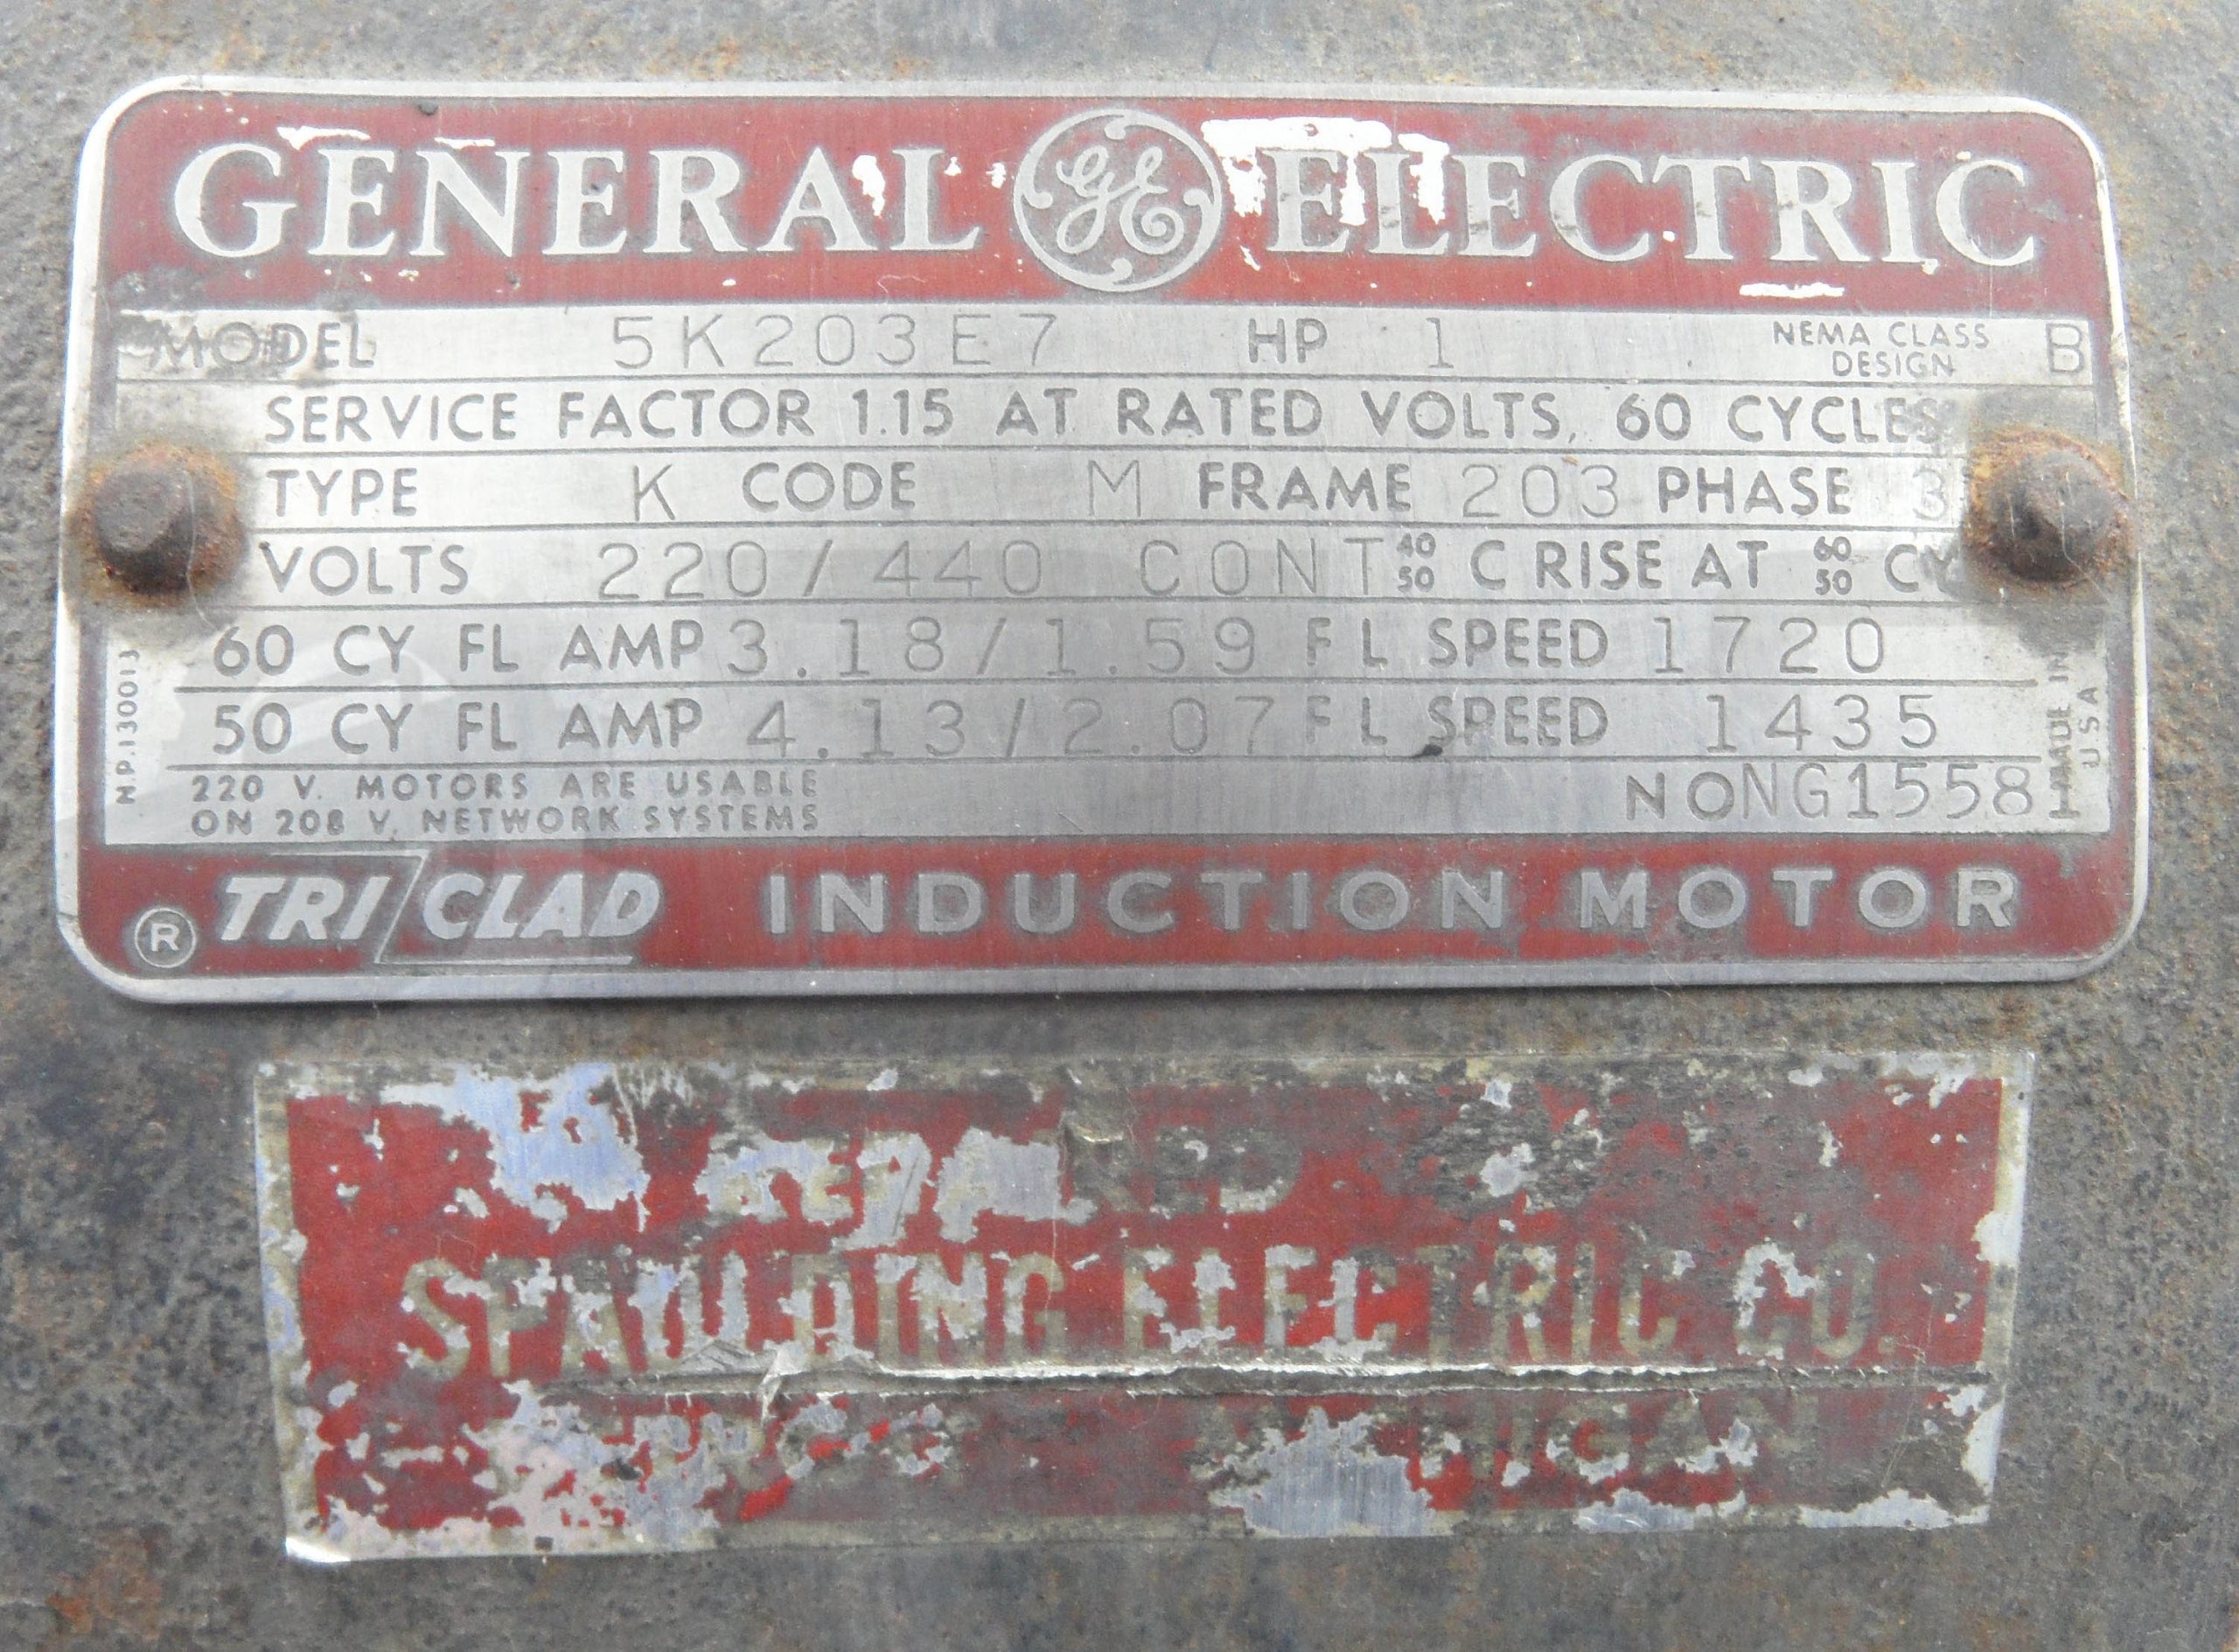 GENERAL GE ELECTRIC
MODEL 5K203E7 HP 1 NEMA CLASS DESIGN B
SERVICE FACTOR 1.15 AT RATED VOLTS, 60 CYCLES
TYPE K CODE M FRAME 203 PHASE 3
VOLTS 220/440 CONT 40 50 C RISE AT 60 50 CY
60 CY FL AMP 3.18/1.59 FL SPEED 1720
50 CY FL AMP 4.13/2.07 FL SPEED 1435
220 V. MOTORS ARE USABLE
ON 208 V. NETWORK SYSTEMS
NO NG1558
N.P.130013
MADE IN
USA
® TRI CLAD INDUCTION MOTOR
SPAULDING ELECTRIC CO.
MICHIGAN